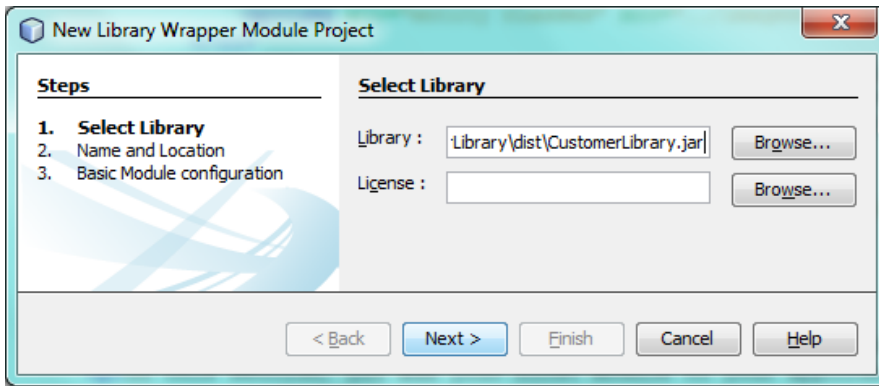 New Library Wrapper Module Project
X
Steps
1. Select Library
2. Name and Location
3. Basic Module configuration
Select Library
Library : Library\dist\CustomerLibrary.jar Browse...
License : Browse...
< Back Next > Finish Cancel Help